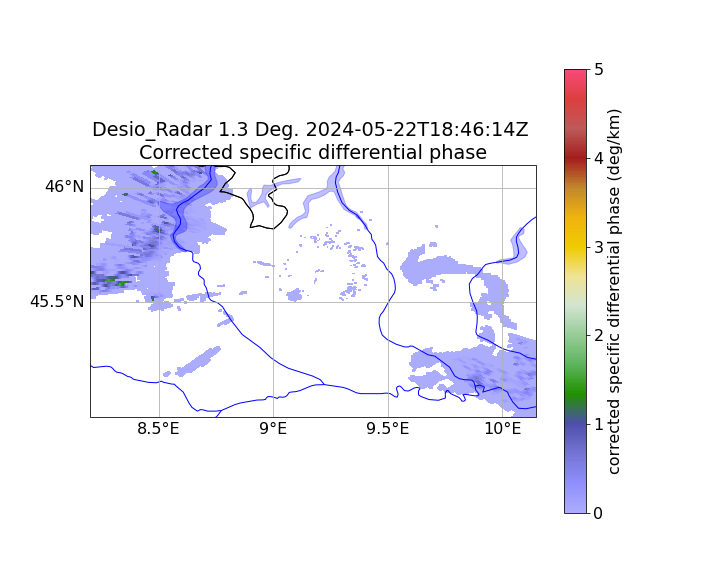 Desio_Radar 1.3 Deg. 2024-05-22T18:46:14Z
Corrected specific differential phase
46°N
45.5°N
8.5°E
9°E
9.5°E
10°E
5
4
3
2
1
0
corrected specific differential phase (deg/km)